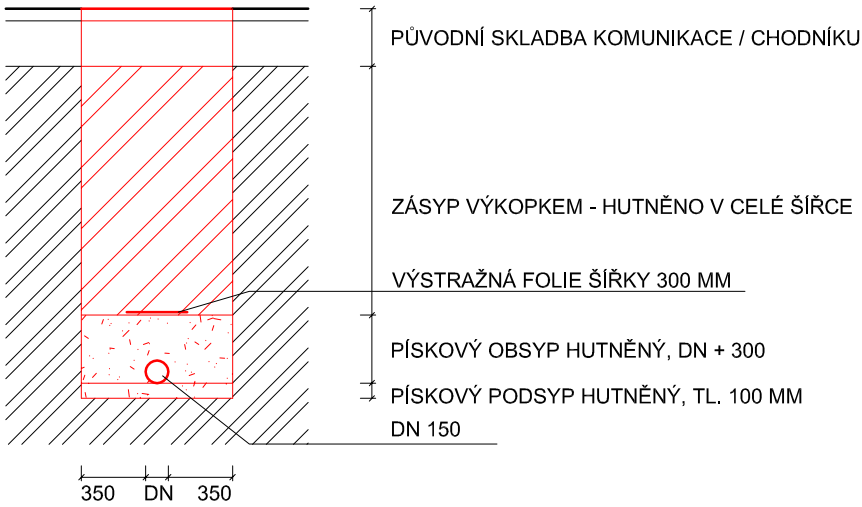 PŮVODNÍ SKLADBA KOMUNIKACE / CHODNÍKU
ZÁSYP VÝKOPKEM - HUTNĚNO V CELÉ ŠÍŘCE
VÝSTRAŽNÁ FOLIE ŠÍŘKY 300 MM
PÍSKOVÝ OBSYP HUTNĚNÝ, DN + 300
PÍSKOVÝ PODSYP HUTNĚNÝ, TL. 100 MM
DN 150
350 DN 350